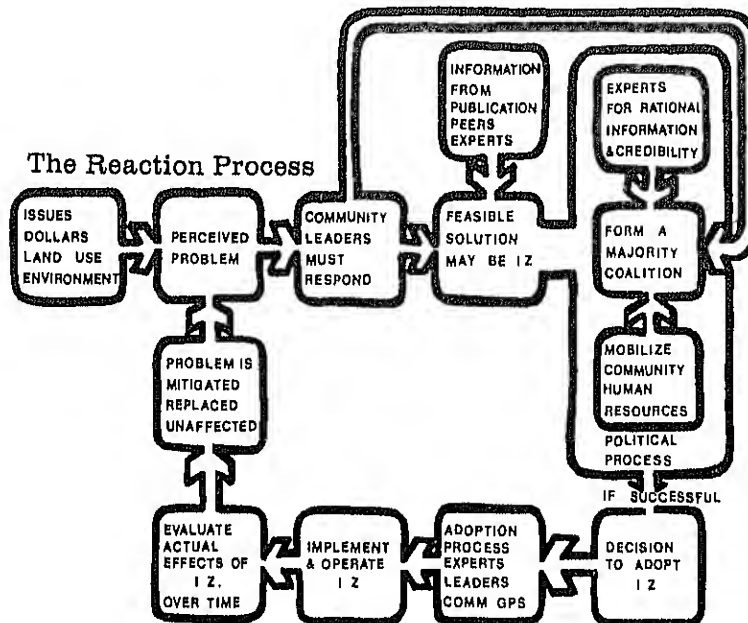 The Reaction Process
ISSUES
DOLLARS
LAND USE
ENVIRONMENT
PERCEIVED
PROBLEM
COMMUNITY
LEADERS
MUST
RESPOND
INFORMATION
FROM
PUBLICATION
PEERS
EXPERTS
FEASIBLE
SOLUTION
MAY BE IZ
EXPERTS
FOR RATIONAL
INFORMATION
&CREDIBILITY
FORM A
MAJORITY
COALITION
MOBILIZE
COMMUNITY
HUMAN
RESOURCES
POLITICAL
PROCESS
IF SUCCESSFUL
DECISION
TO ADOPT
I Z
ADOPTION
PROCESS
EXPERTS
LEADERS
COMM GPS
IMPLEMENT
& OPERATE
I Z
EVALUATE
ACTUAL
EFFECTS OF
I Z.
OVER TIME
PROBLEM IS
MITIGATED
REPLACED
UNAFFECTED